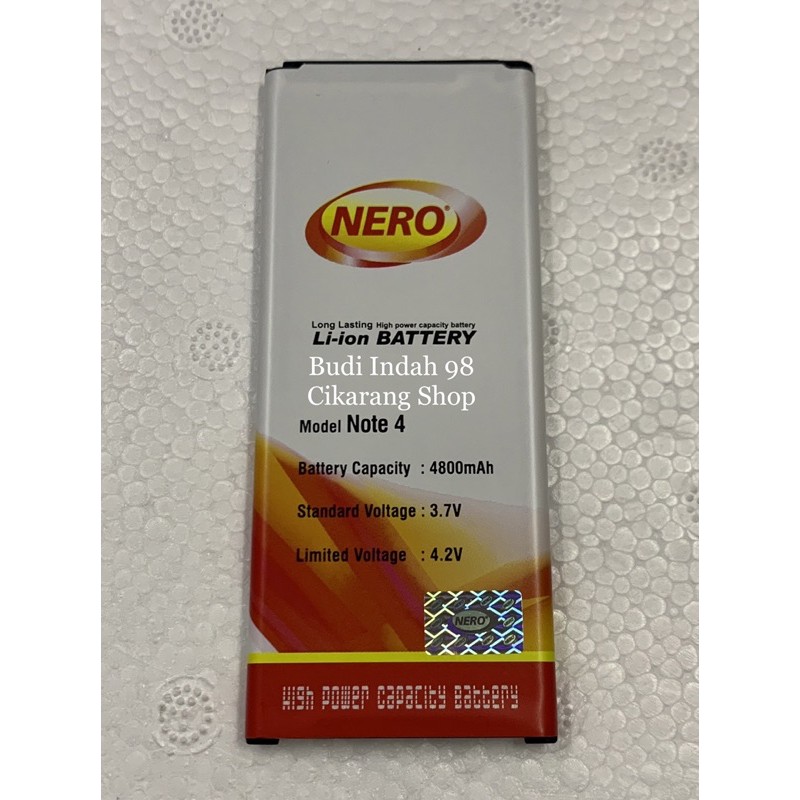 NERO®
Long Lasting High power capacity battery
Li-ion BATTERY
Budi Indah 98
Cikarang Shop
Model Note 4
Battery Capacity : 4800mAh
Standard Voltage : 3.7V
Limited Voltage : 4.2V
NERO
High Power Capacity Battery